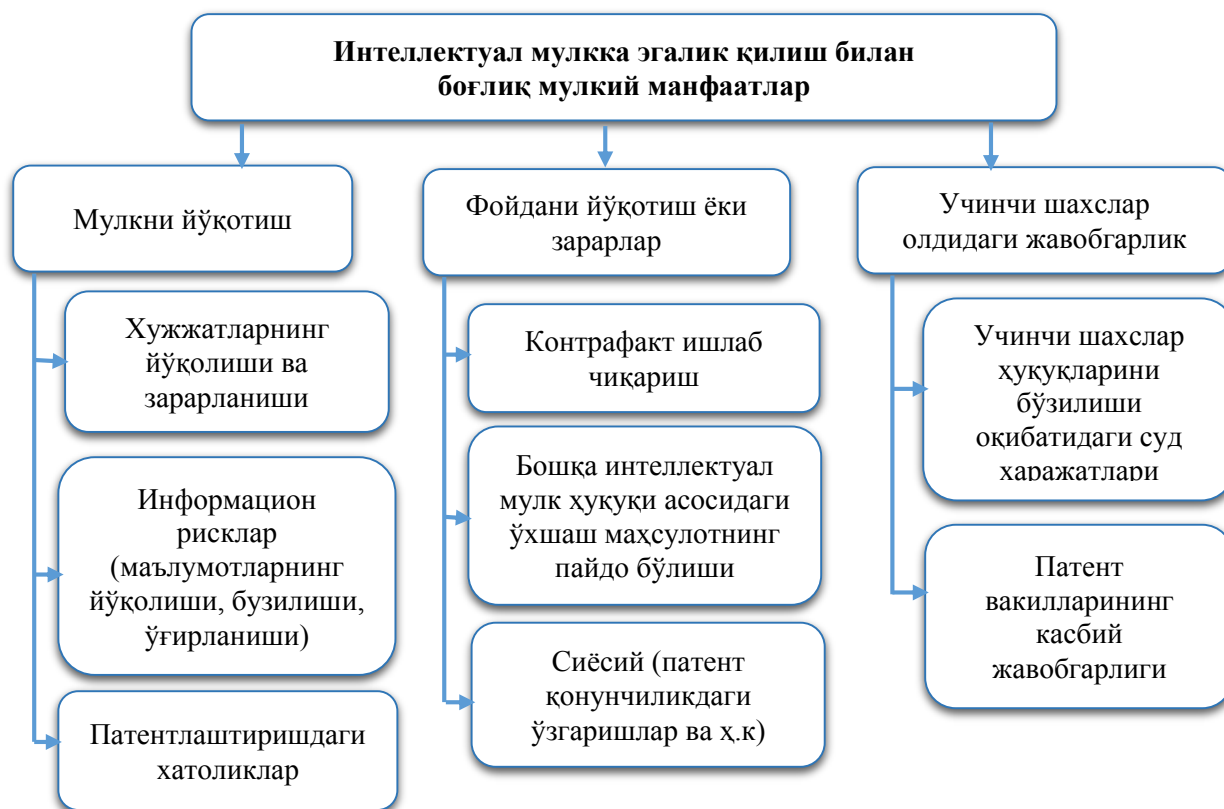 Интеллектуал мулкка эгалик қилиш билан
боғлиқ мулкий манфаатлар
Мулкни йўқотиш
Хужжатларнинг
йўқолиши ва
зарарланиши
Информацион
рисклар
(маълумотларнинг
йўқолиши, бузилиши,
ўғирланиши)
Патентлаштиришдаги
хатоликлар
Фойдани йўқотиш ёки
зарарлар
Контрафакт ишлаб
чиқариш
Бошқа интеллектуал
мулк ҳуқуқи асосидаги
ўхшаш маҳсулотнинг
пайдо бўлиши
Сиёсий (патент
қонунчиликдаги
ўзгаришлар ва ҳ.к)
Учинчи шахслар
олдидаги жавобгарлик
Учинчи шахслар
ҳуқуқларини
бўзилиши
оқибатидаги суд
харажатлари
Патент
вакилларининг
касбий
жавобгарлиги